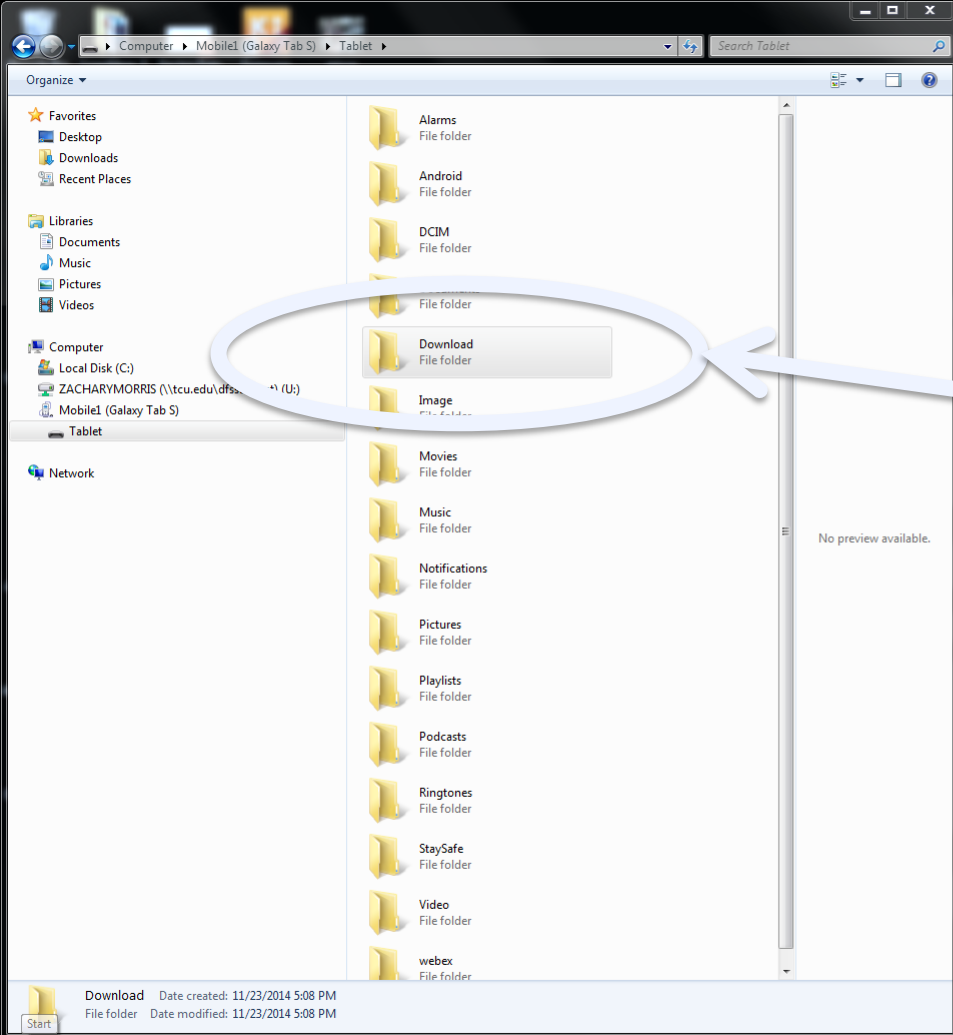 Computer Mobile1 (Galaxy Tab S) Tablet
Search Tablet
Organize
Favorites
Desktop
Downloads
Recent Places
Libraries
Documents
Music
Pictures
Videos
Computer
Local Disk (C:)
ZACHARYMORRIS (\\tcu.edu\ (U:)
Mobile1 (Galaxy Tab S)
Tablet
Network
Alarms
File folder
Android
File folder
DCIM
File folder
File folder
Download
File folder
Image
File folder
Movies
File folder
Music
File folder
Notifications
File folder
Pictures
File folder
Playlists
File folder
Podcasts
File folder
Ringtones
File folder
StaySafe
File folder
Video
File folder
webex
File folder
No preview available.
Download Date created: 11/23/2014 5:08 PM
File folder Date modified: 11/23/2014 5:08 PM
Start